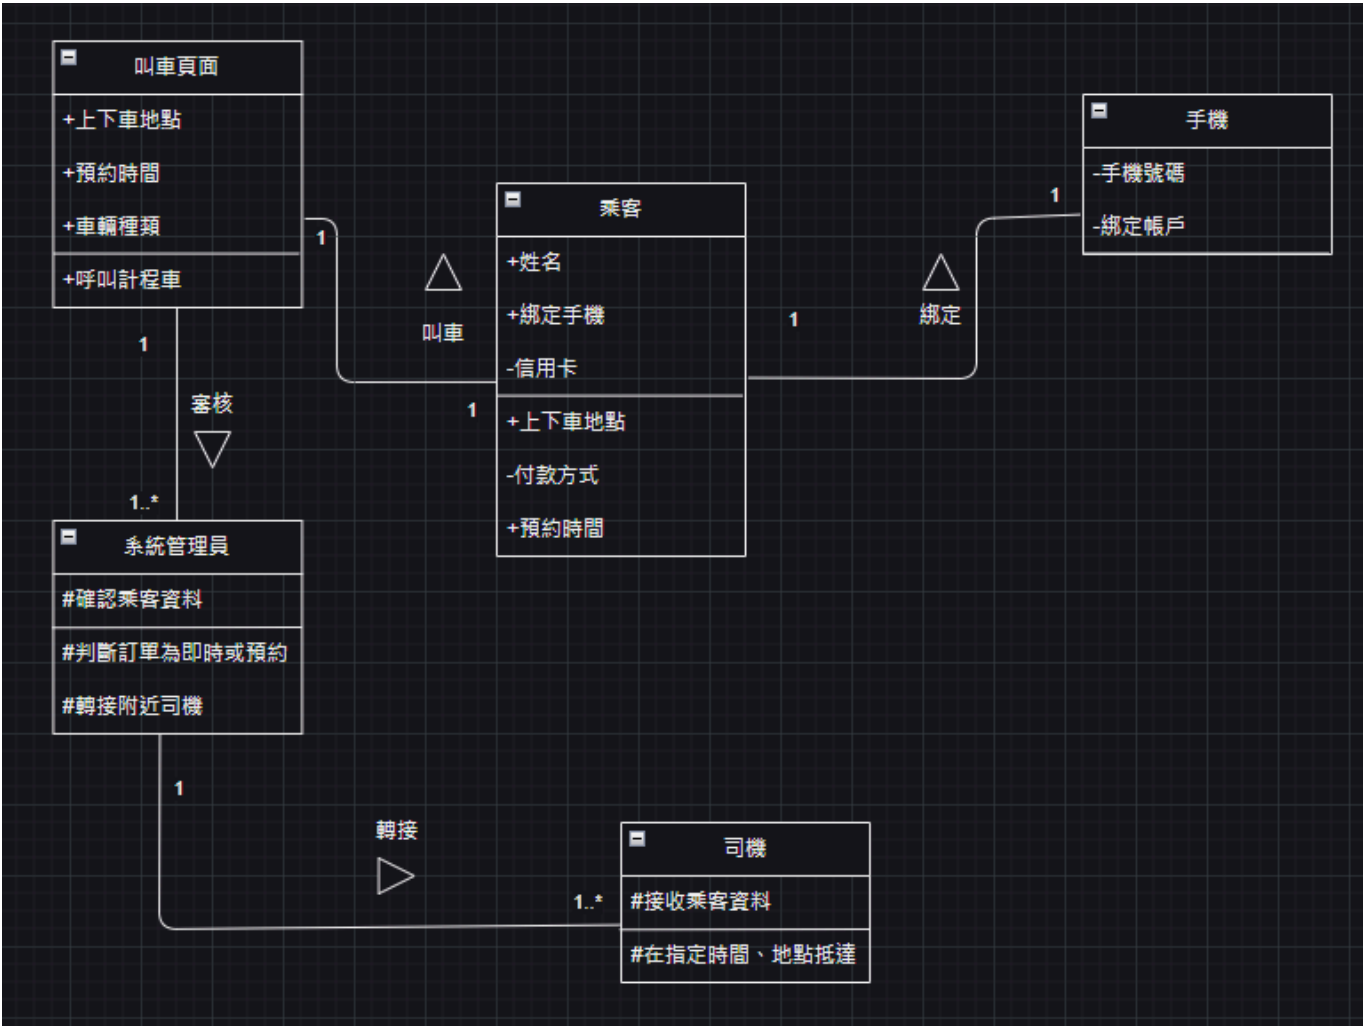 叫車頁面
+上下車地點
+預約時間
+車輛種類
+呼叫計程車
1
1
叫車
1
乘客
+姓名
+綁定手機
-信用卡
+上下車地點
-付款方式
+預約時間
1
綁定
1
手機
-手機號碼
-綁定帳戶
審核
1..*
系統管理員
#確認乘客資料
#判斷訂單為即時或預約
#轉接附近司機
1
轉接
1..*
司機
#接收乘客資料
#在指定時間、地點抵達